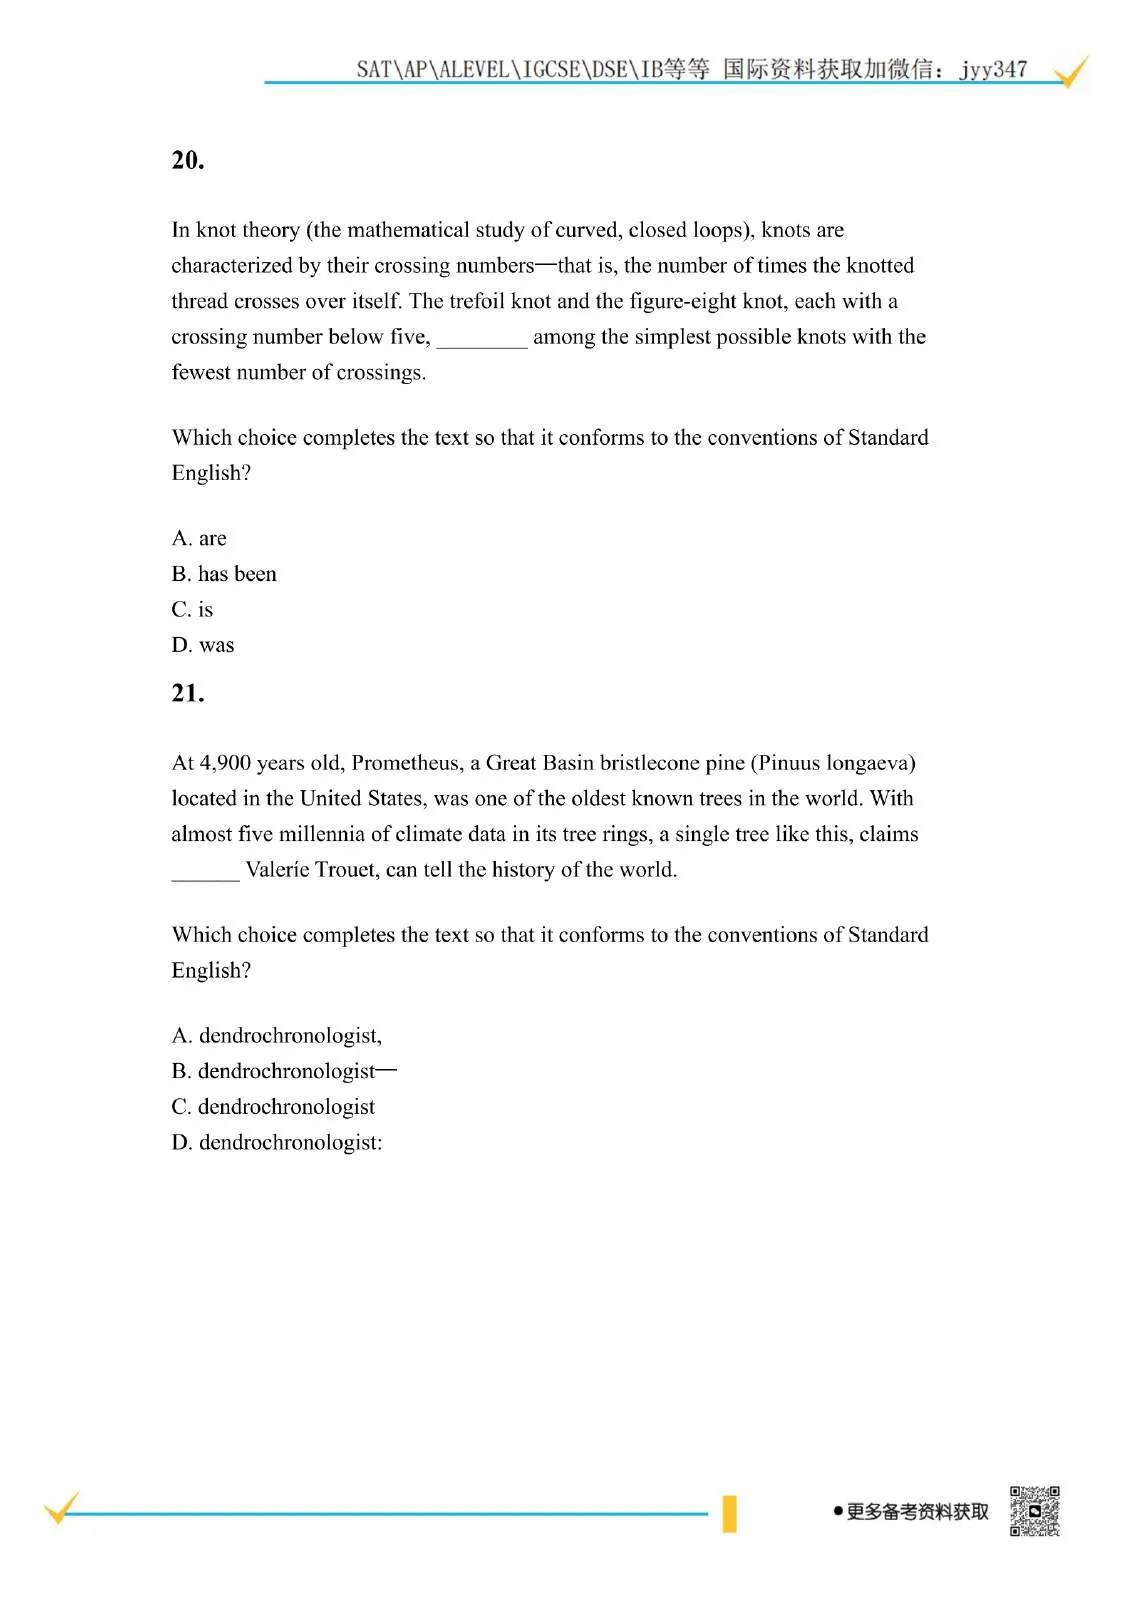 SAT\AP\ALEVEL\IGCSE\DSE\IB等等 国际资料获取加微信：jyy347
20.
In knot theory (the mathematical study of curved, closed loops), knots are
characterized by their crossing numbers—that is, the number of times the knotted
thread crosses over itself. The trefoil knot and the figure-eight knot, each with a
crossing number below five, ________ among the simplest possible knots with the
fewest number of crossings.
Which choice completes the text so that it conforms to the conventions of Standard
English?
A. are
B. has been
C. is
D. was
21.
At 4,900 years old, Prometheus, a Great Basin bristlecone pine (Pinuus longaeva)
located in the United States, was one of the oldest known trees in the world. With
almost five millennia of climate data in its tree rings, a single tree like this, claims
______ Valeríe Trouet, can tell the history of the world.
Which choice completes the text so that it conforms to the conventions of Standard
English?
A. dendrochronologist,
B. dendrochronologist—
C. dendrochronologist
D. dendrochronologist:
●更多备考资料获取